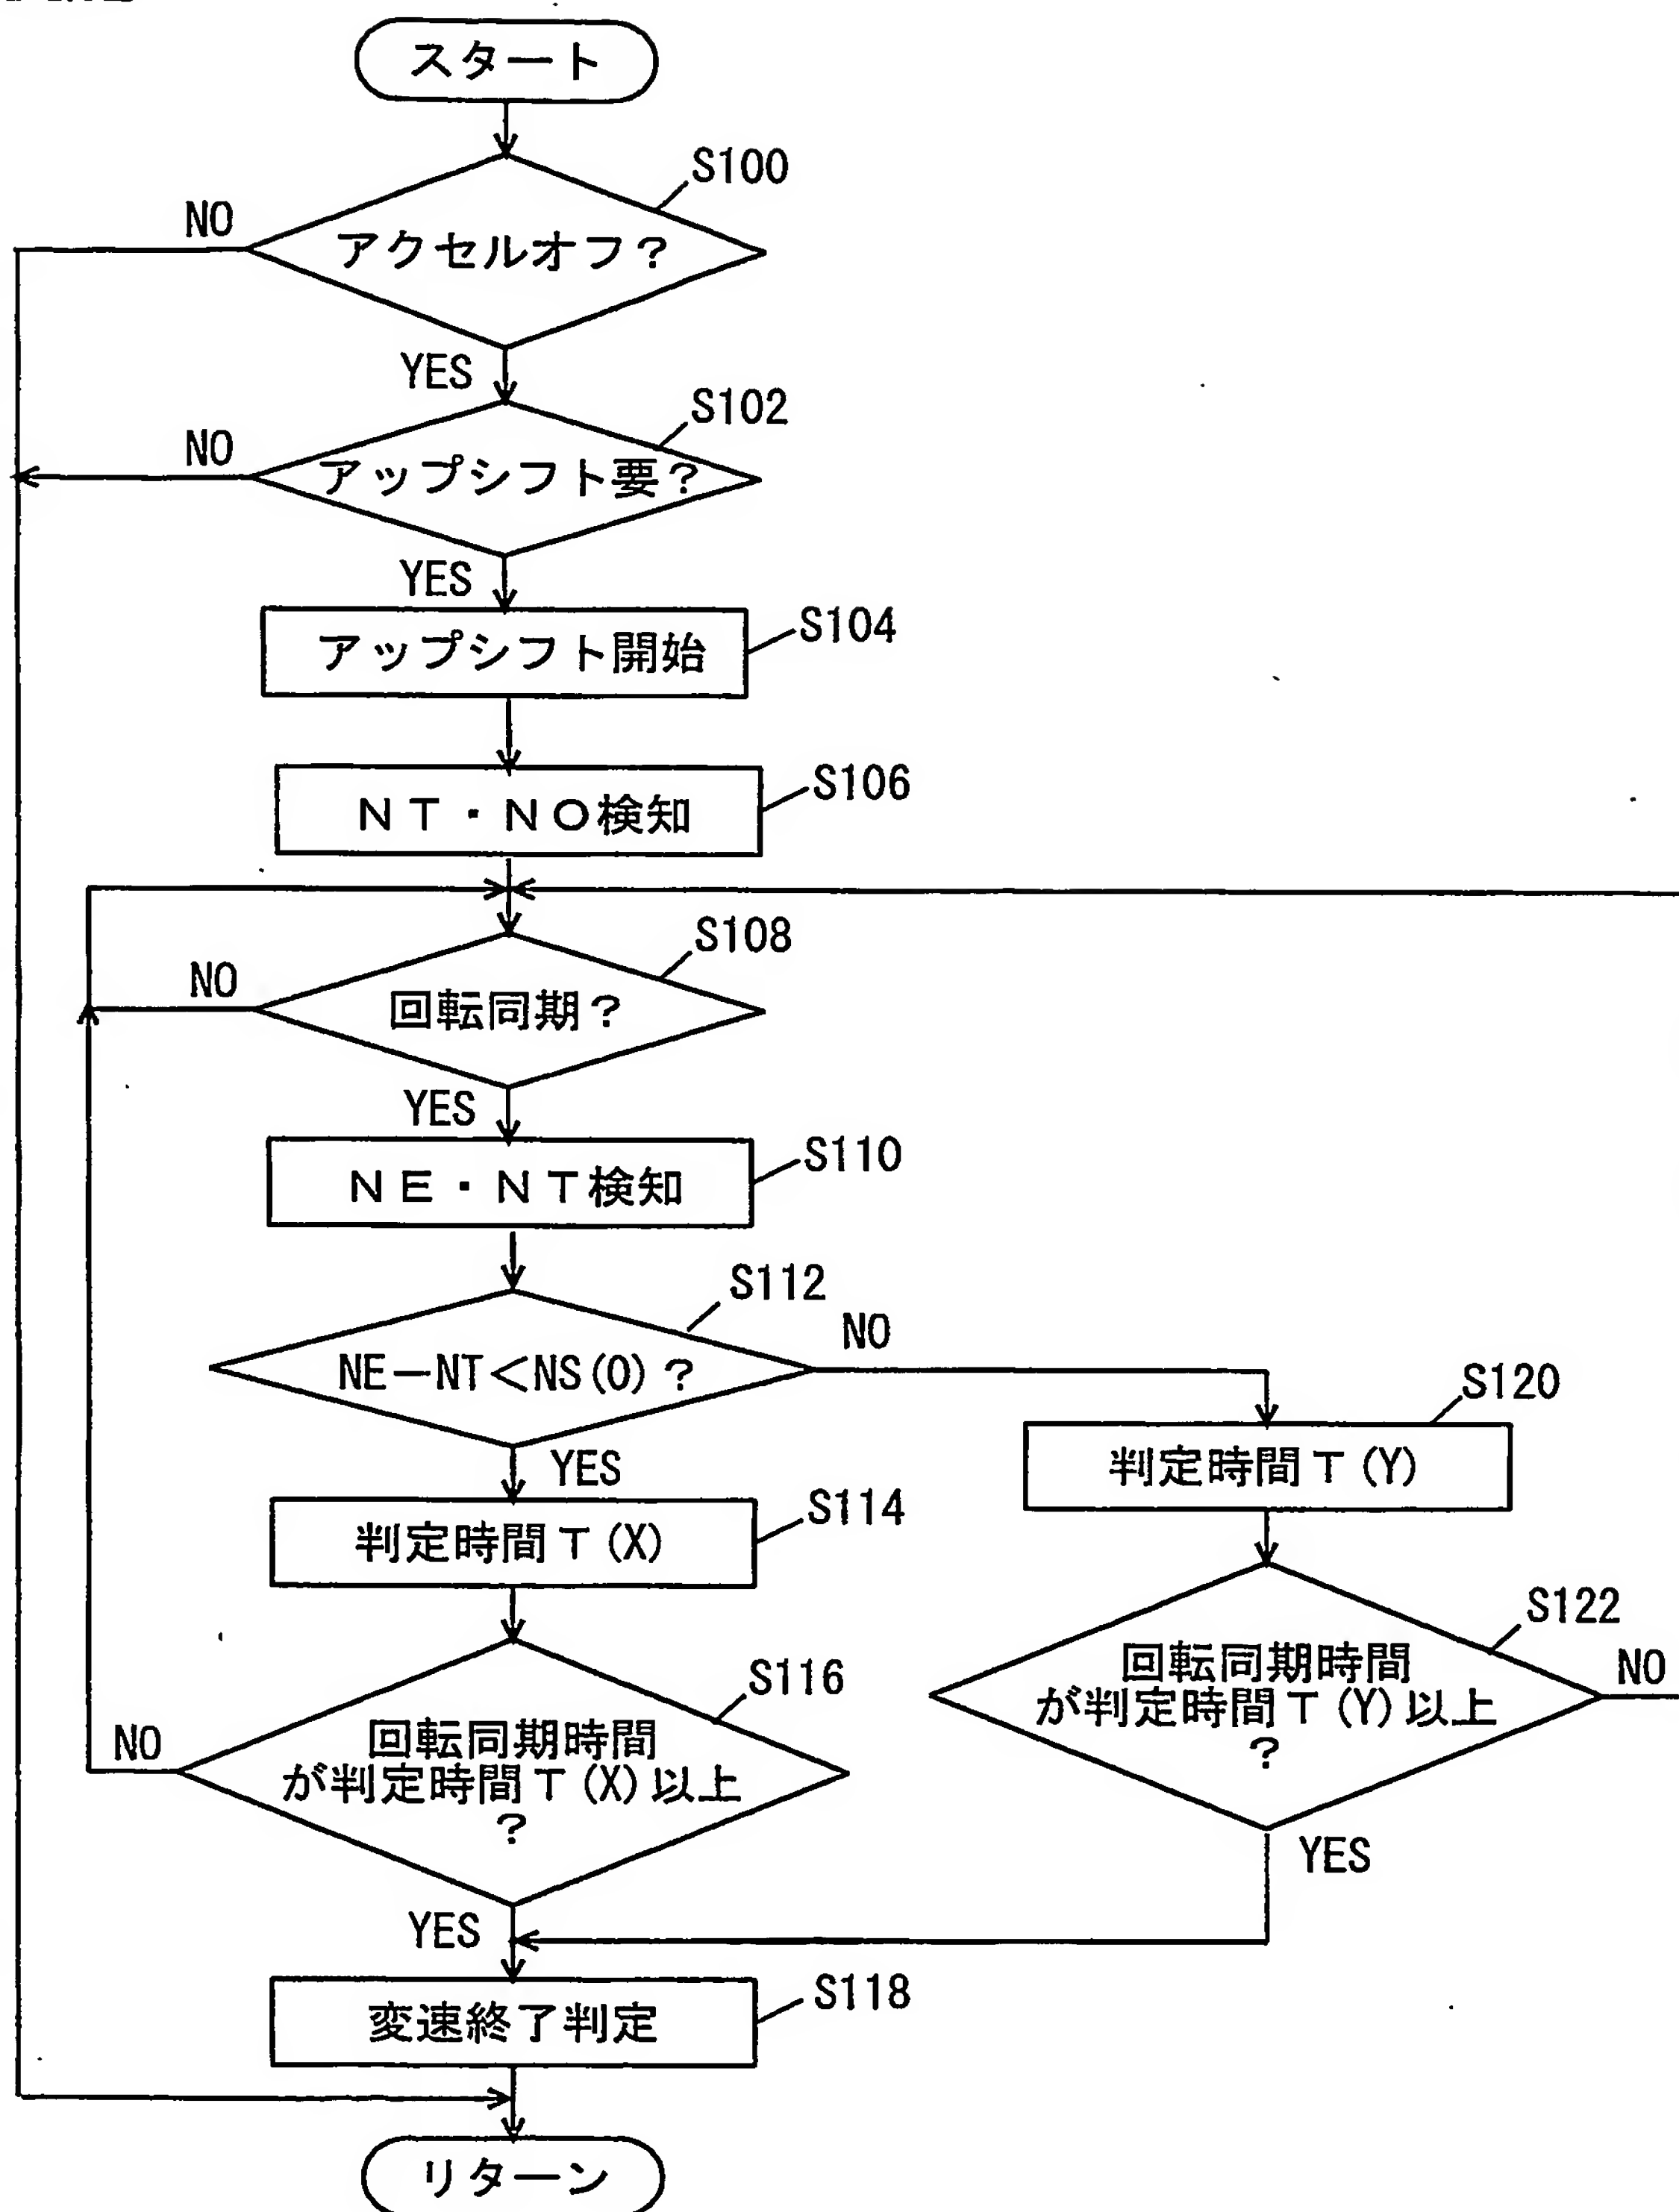 スタート
S100
NO
アクセルオフ？
YES
S102
NO
アップシフト要？
YES
S104
アップシフト開始
S106
ＮＴ・ＮＯ検知
S108
NO
回転同期？
YES
S110
ＮＥ・ＮＴ検知
S112
NO
NE－NT＜NS(0)？
S120
YES
判定時間Ｔ(Y)
S114
判定時間Ｔ(X)
S122
回転同期時間
が判定時間Ｔ(Y)以上
？
NO
S116
NO
回転同期時間
が判定時間Ｔ(X)以上
？
YES
YES
S118
変速終了判定
リターン